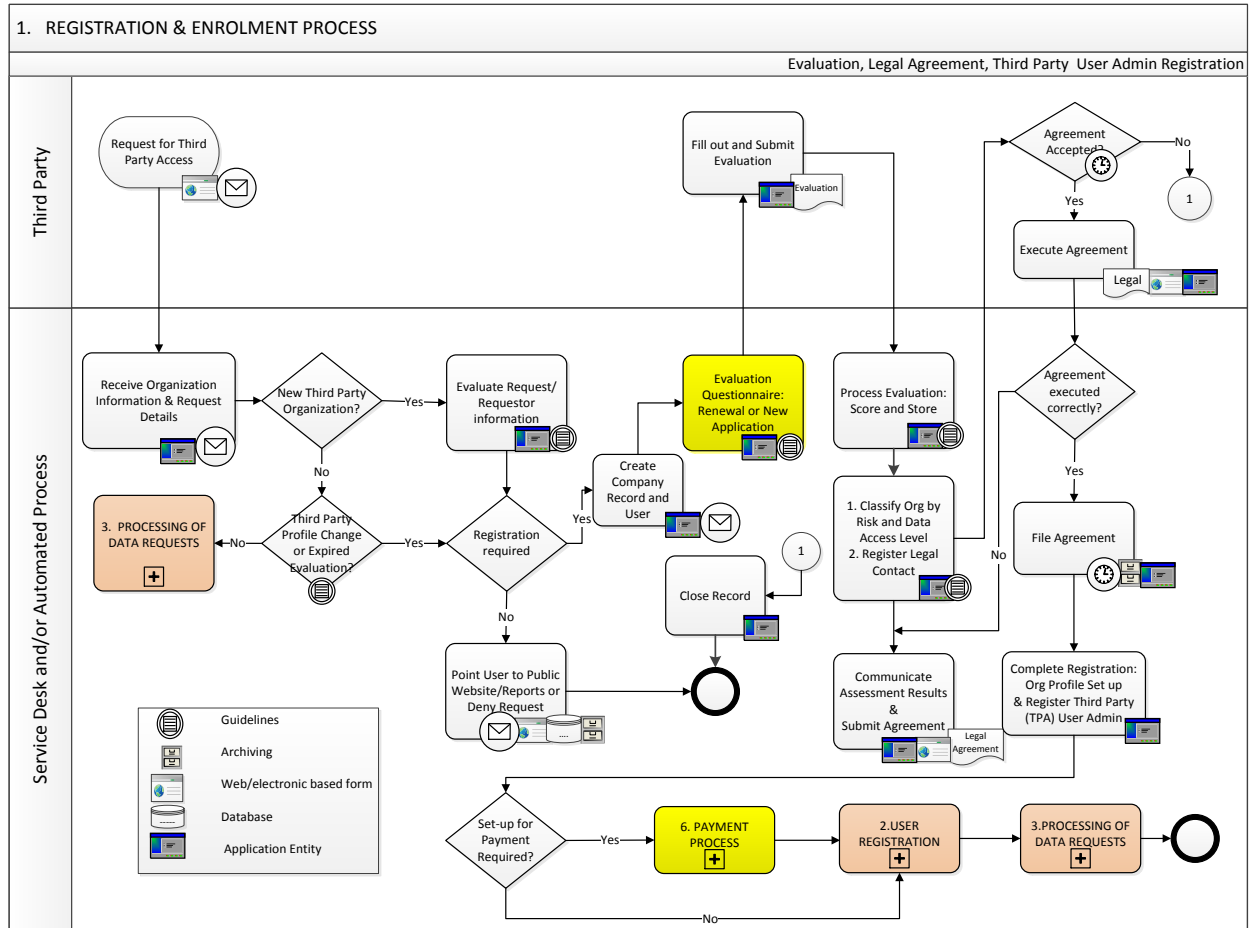 1. REGISTRATION & ENROLMENT PROCESS
Evaluation, Legal Agreement, Third Party User Admin Registration
Third Party
Request for Third
Party Access
Fill out and Submit
Evaluation
Evaluation
Agreement
Accepted?
No
1
Yes
Execute Agreement
Legal
Service Desk and/or Automated Process
Receive Organization
Information & Request
Details
New Third Party
Organization?
Yes
Evaluate Request/
Requestor
information
Evaluation
Questionnaire:
Renewal or New
Application
Process Evaluation:
Score and Store
Agreement
executed
correctly?
No
Create
Company
Record and
User
Yes
3. PROCESSING OF
DATA REQUESTS
No
Third Party
Profile Change
or Expired
Evaluation?
Yes
Registration
required
Yes
1. Classify Org by
Risk and Data
Access Level
2. Register Legal
Contact
No
File Agreement
1
Close Record
No
Point User to Public
Website/Reports or
Deny Request
....
Communicate
Assessment Results
&
Submit Agreement
Legal
Agreement
Complete Registration:
Org Profile Set up
& Register Third Party
(TPA) User Admin
Guidelines
Archiving
Web/electronic based form
Database
Application Entity
Set-up for
Payment
Required?
Yes
6. PAYMENT
PROCESS
2.USER
REGISTRATION
3.PROCESSING OF
DATA REQUESTS
No